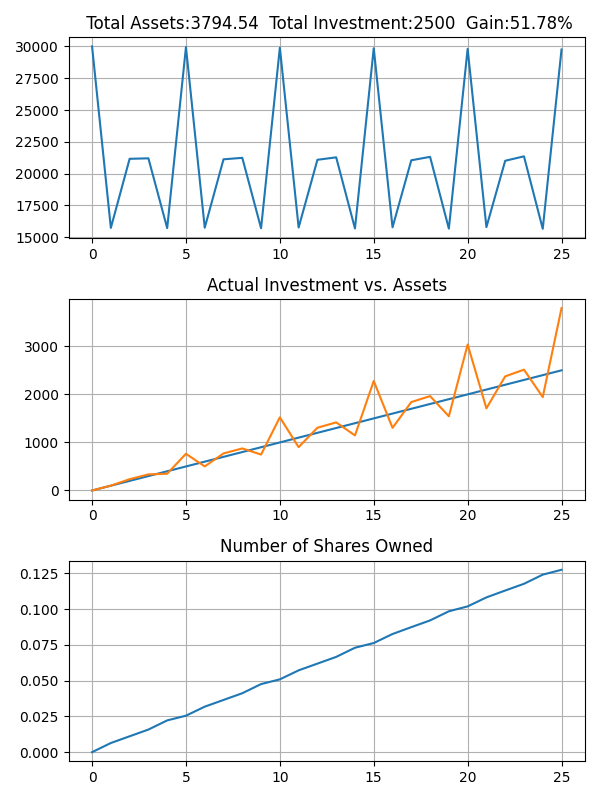 Total Assets:3794.54  Total Investment:2500  Gain:51.78%
30000
27500
25000
22500
20000
17500
15000
0 5 10 15 20 25
Actual Investment vs. Assets
3000
2000
1000
0
0 5 10 15 20 25
Number of Shares Owned
0.125
0.100
0.075
0.050
0.025
0.000
0 5 10 15 20 25